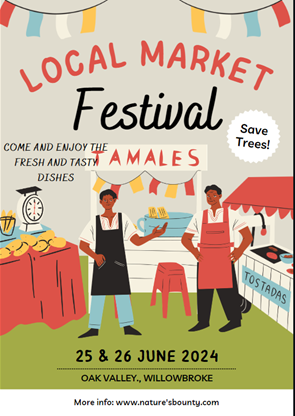 LOCAL MARKET
Festival
Save
Trees!
COME AND ENJOY THE
FRESH AND TASTY
DISHES
TAMALES
TOSTADAS
25 & 26 JUNE 2024
OAK VALLEY., WILLOWBROKE
More info: www.nature'sbounty.com